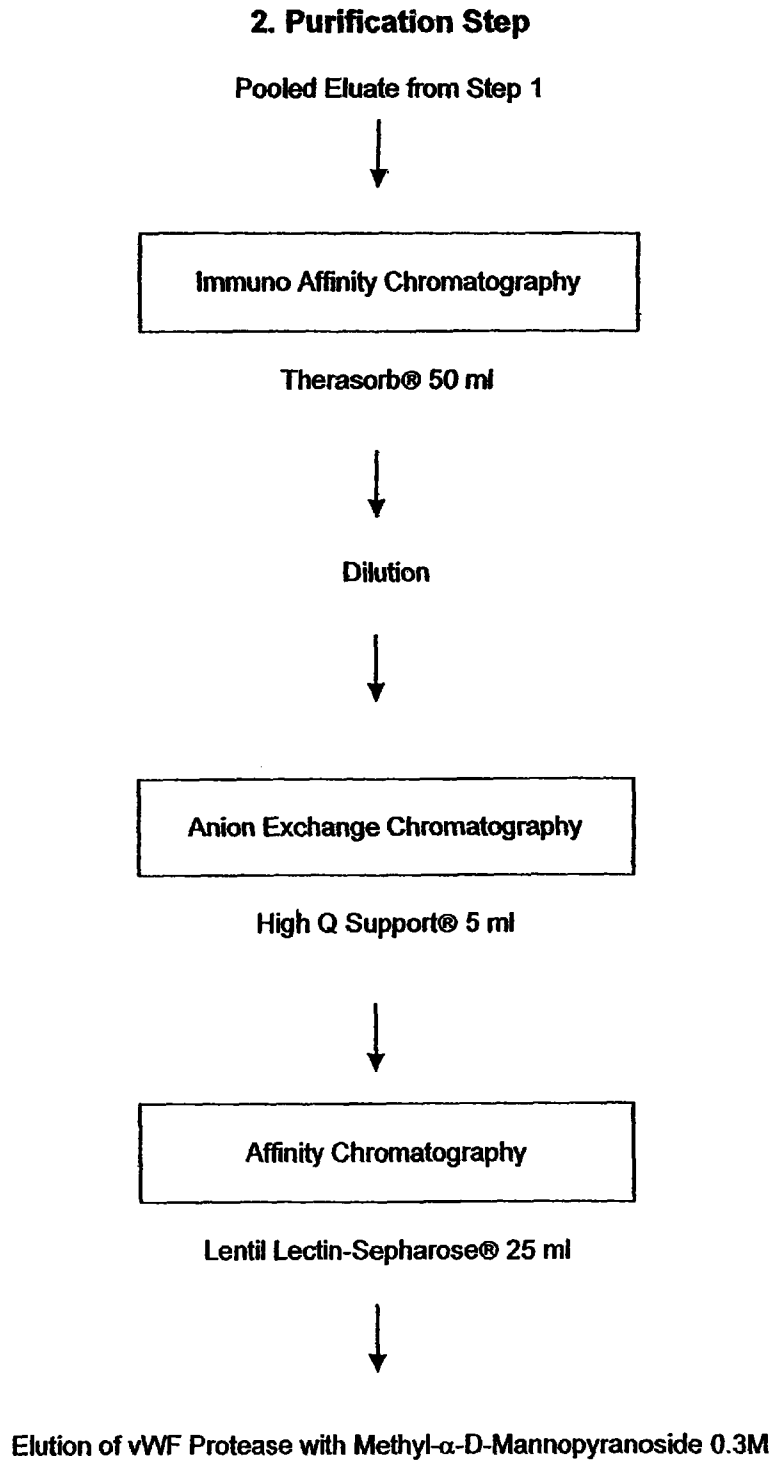 2. Purification Step
Pooled Eluate from Step 1
Immuno Affinity Chromatography
Therasorb® 50 ml
Dilution
Anion Exchange Chromatography
High Q Support® 5 ml
Affinity Chromatography
Lentil Lectin-Sepharose® 25 ml
Elution of vWF Protease with Methyl-α-D-Mannopyranoside 0.3M